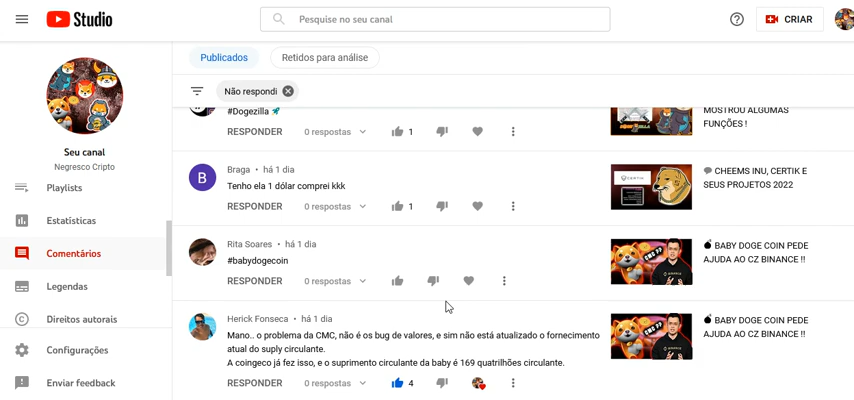 Studio
Pesquise no seu canal
CRIAR
Publicados
Retidos para análise
Não respondi
Seu canal
Negresco Cripto
Playlists
Estatísticas
Comentários
Legendas
Direitos autorais
Configurações
Enviar feedback
#Dogezilla 🚀
RESPONDER 0 respostas 1
MOSTROU ALGUMAS
FUNÇÕES !
B
Braga • há 1 dia
Tenho ela 1 dólar comprei kkk
RESPONDER 0 respostas 1
CERTIK
💬 CHEEMS INU, CERTIK E
SEUS PROJETOS 2022
Rita Soares • há 1 dia
#babydogecoin
RESPONDER 0 respostas
💣 BABY DOGE COIN PEDE
AJUDA AO CZ BINANCE !!
Herick Fonseca • há 1 dia
Mano.. o problema da CMC, não é os bug de valores, e sim não está atualizado o fornecimento
atual do suply circulante.
A coingeco já fez isso, e o suprimento circulante da baby é 169 quatrilhões circulante.
RESPONDER 0 respostas 4
💣 BABY DOGE COIN PEDE
AJUDA AO CZ BINANCE !!